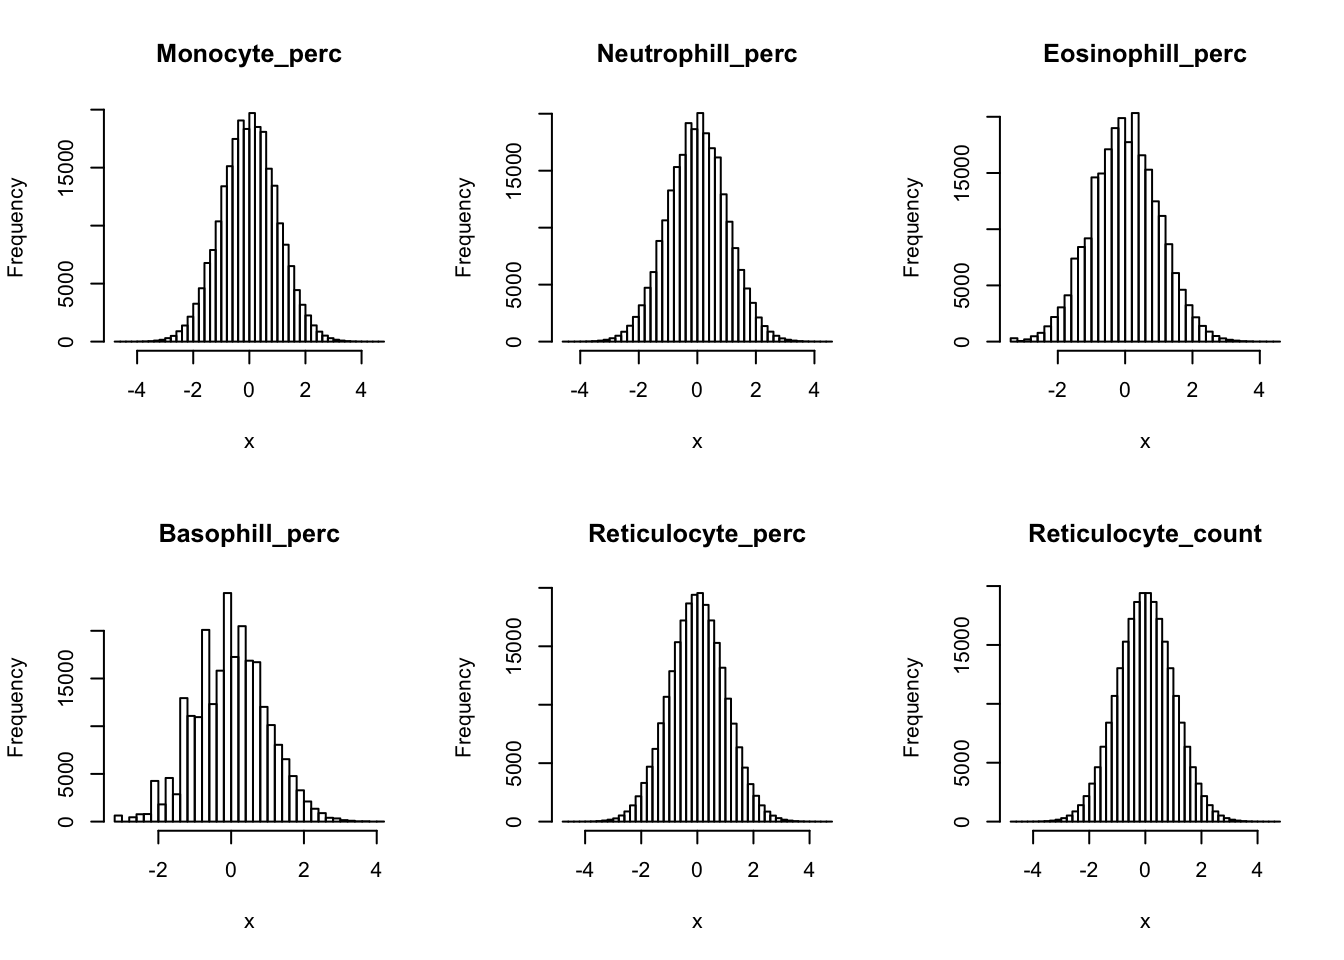 Monocyte_perc
Frequency
0 5000 15000
-4 -2 0 2 4
x
Neutrophill_perc
Frequency
0 5000 15000
-4 -2 0 2 4
x
Eosinophill_perc
Frequency
0 5000 15000
-2 0 2 4
x
Basophill_perc
Frequency
0 5000 15000
-2 0 2 4
x
Reticulocyte_perc
Frequency
0 5000 15000
-4 -2 0 2 4
x
Reticulocyte_count
Frequency
0 5000 15000
-4 -2 0 2 4
x